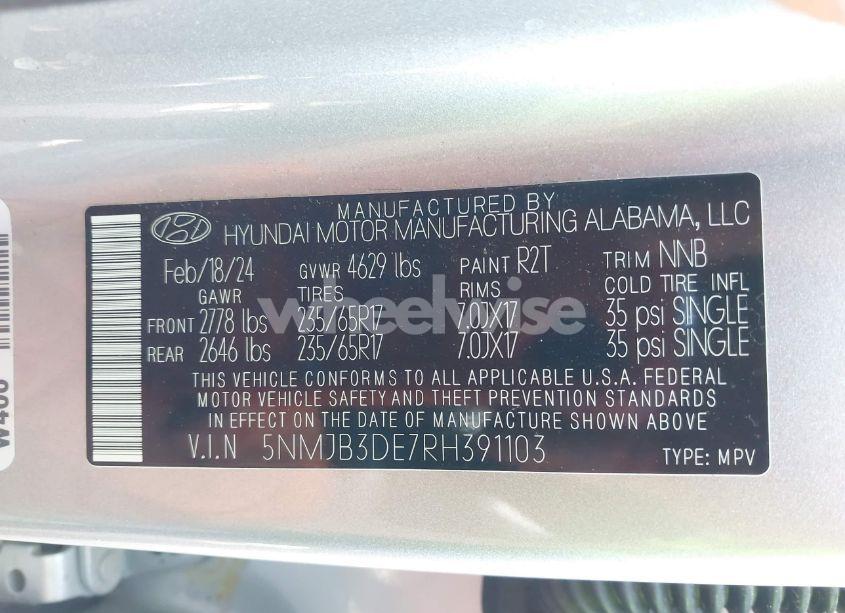 MANUFACTURED BY
HYUNDAI MOTOR MANUFACTURING ALABAMA, LLC
Feb/18/24 GVWR 4629 lbs PAINT R2T TRIM NNB
GAWR TIRES RIMS COLD TIRE INFL
FRONT 2778 lbs 235/65R17 7.0JX17 35 psi SINGLE
REAR 2646 lbs 235/65R17 7.0JX17 35 psi SINGLE
wheelwise
THIS VEHICLE CONFORMS TO ALL APPLICABLE U.S.A. FEDERAL
MOTOR VEHICLE SAFETY AND THEFT PREVENTION STANDARDS
IN EFFECT ON THE DATE OF MANUFACTURE SHOWN ABOVE
V.I.N 5NMJB3DE7RH391103 TYPE: MPV